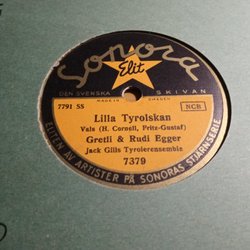 Sonora
Elit
DEN SVENSKA SKIVAN
7791 SS
MADE IN SWEDEN
NCB
Lilla Tyrolskan
Vals (H. Cornell, Fritz-Gustaf)
Gretli & Rudi Egger
Jack Gills Tyrolerensemble
7379
ELITEN AV ARTISTER PÅ SONORAS STJÄRNSERIE